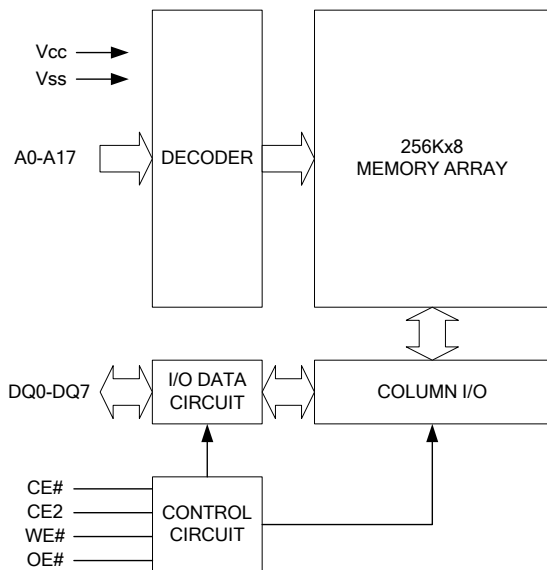 Vcc
Vss
A0-A17
DECODER
256Kx8
MEMORY ARRAY
DQ0-DQ7
I/O DATA
CIRCUIT
COLUMN I/O
CE#
CE2
WE#
OE#
CONTROL
CIRCUIT